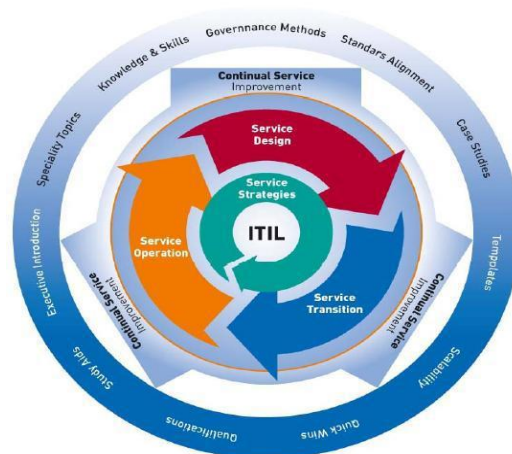 Governnance Methods
Standars Alignment
Case Studies
Templates
Scalability
Quick Wins
Qualifications
Study Aids
Executive Introduction
Speciality Topics
Knowledge & Skills
Continual Service
Improvement
Continual Service
Improvement
Continual Service
Improvement
Service
Design
Service
Strategies
ITIL
Service
Operation
Service
Transition